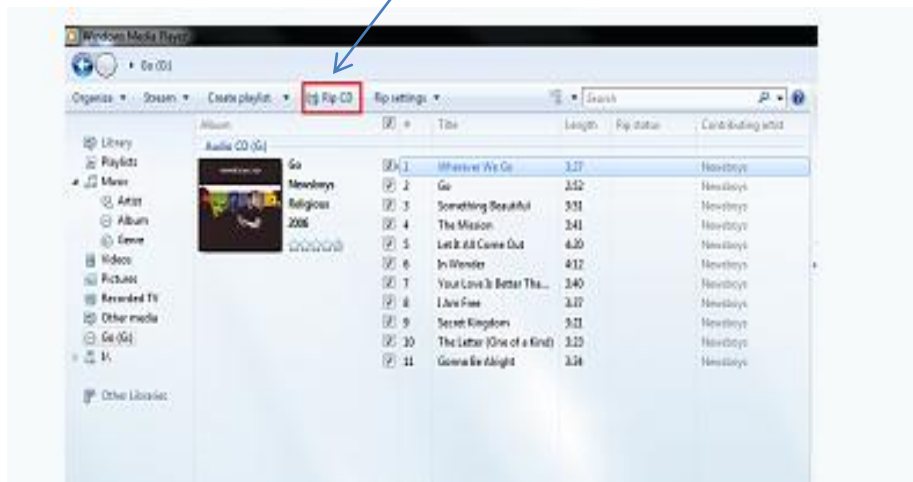 Windows Media Player
Go (G:)
Organize Stream Create playlist Rip CD Rip settings Search
Album # Title Length Rip status Contributing artist
Audio CD (G:)
Library
Playlists
Music
Artist
Album
Genre
Videos
Pictures
Recorded TV
Other media
Go (G:)
Other Libraries
Go
Newsboys
Religious
2006
1 Wherever We Go 3:27 Newsboys
2 Go 3:52 Newsboys
3 Something Beautiful 3:51 Newsboys
4 The Mission 3:41 Newsboys
5 Let It All Come Out 4:20 Newsboys
6 In Wonder 4:12 Newsboys
7 Your Love Is Better Tha... 3:40 Newsboys
8 I Am Free Newsboys
9 Secret Kingdom 3:21 Newsboys
10 The Letter (One of a Kind) 3:23 Newsboys
11 Gonna Be Alright Newsboys